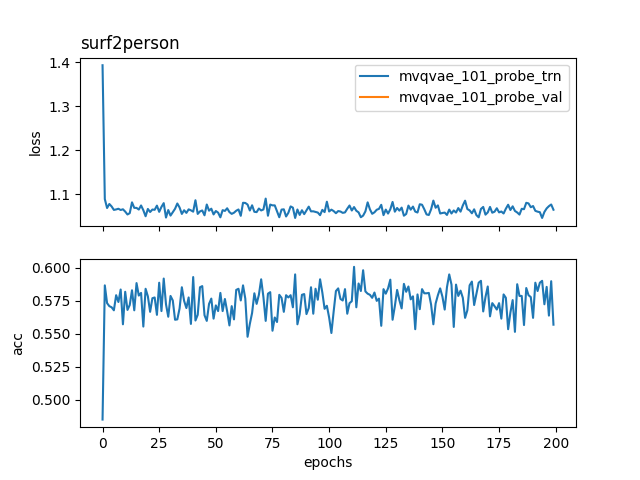 surf2person
1.4
1.3
1.2
1.1
loss
mvqvae_101_probe_trn
mvqvae_101_probe_val
0.600
0.575
0.550
0.525
0.500
acc
0 25 50 75 100 125 150 175 200
epochs